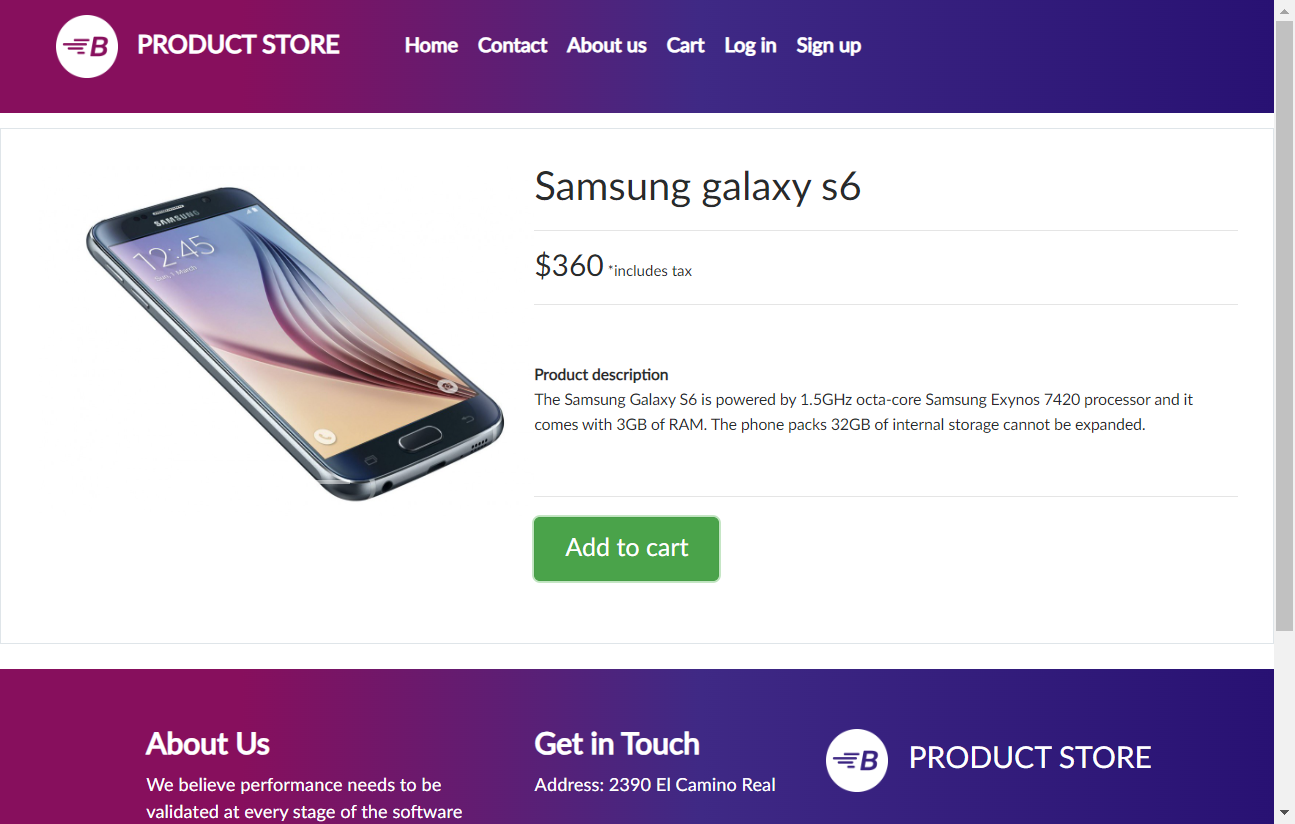 B PRODUCT STORE Home Contact About us Cart Log in Sign up
SAMSUNG
12:45
Sun, 1 March
Samsung galaxy s6
$360 *includes tax
Product description
The Samsung Galaxy S6 is powered by 1.5GHz octa-core Samsung Exynos 7420 processor and it
comes with 3GB of RAM. The phone packs 32GB of internal storage cannot be expanded.
Add to cart
About Us
We believe performance needs to be
validated at every stage of the software
Get in Touch
Address: 2390 El Camino Real
B PRODUCT STORE